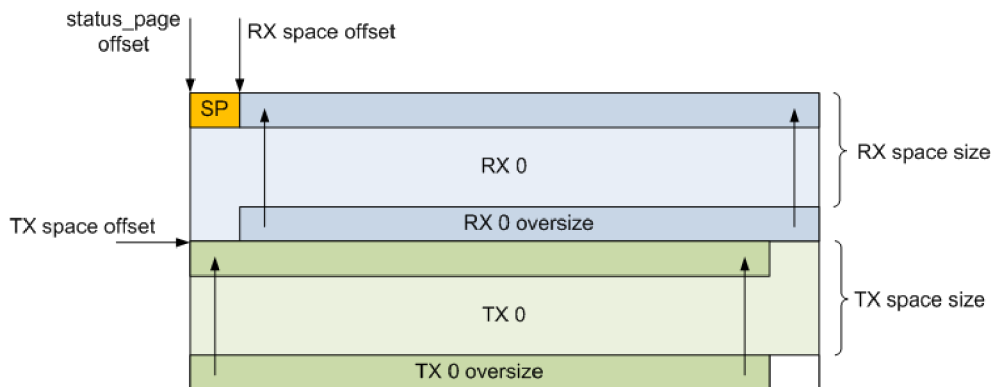 status_page
offset
RX space offset
SP
RX 0
RX space size
RX 0 oversize
TX space offset
TX 0
TX space size
TX 0 oversize